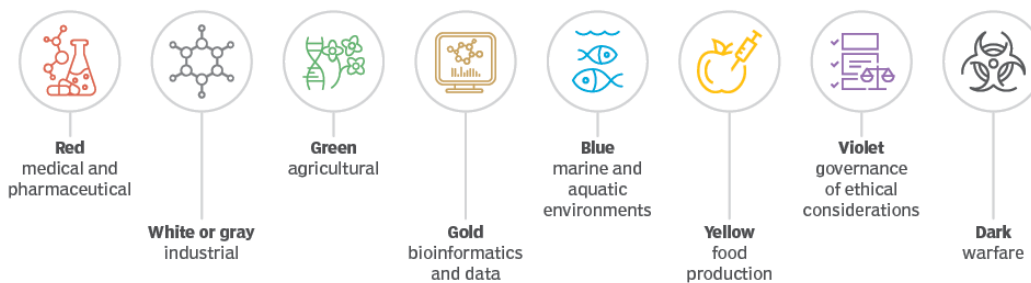 Red
medical and
pharmaceutical
White or gray
industrial
Green
agricultural
Gold
bioinformatics
and data
Blue
marine and
aquatic
environments
Yellow
food
production
Violet
governance
of ethical
considerations
Dark
warfare